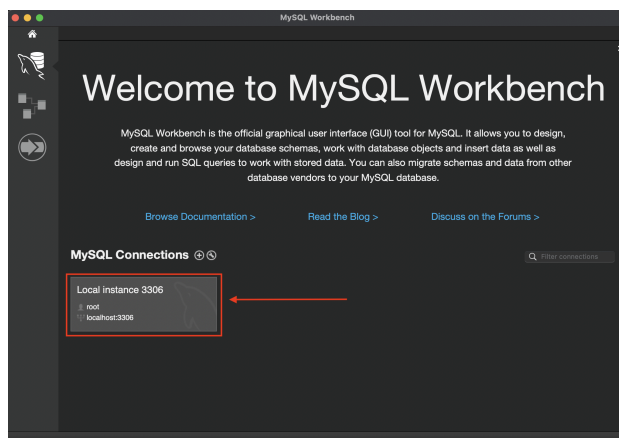 MySQL Workbench
Welcome to MySQL Workbench
MySQL Workbench is the official graphical user interface (GUI) tool for MySQL. It allows you to design,
create and browse your database schemas, work with database objects and insert data as well as
design and run SQL queries to work with stored data. You can also migrate schemas and data from other
database vendors to your MySQL database.
Browse Documentation >
Read the Blog >
Discuss on the Forums >
MySQL Connections
Filter connections
Local instance 3306
root
localhost:3306